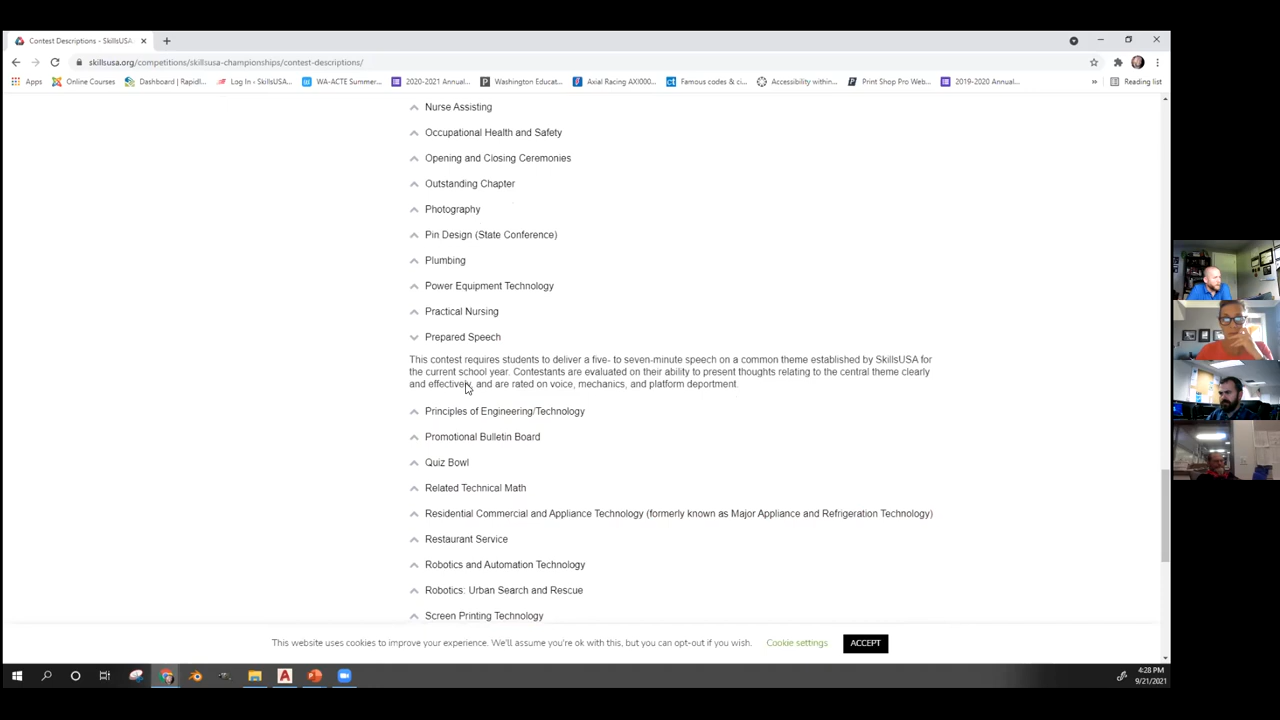 Contest Descriptions - SkillsUSA
skillsusa.org/competitions/skillsusa-championships/contest-descriptions/
Apps
Online Courses
Dashboard | Rapidl...
Log In - SkillsUSA...
WA-ACTE Summer...
2020-2021 Annual...
Washington Educat...
Axial Racing AXI000...
Famous codes & ci...
Accessibility within...
Print Shop Pro Web...
2019-2020 Annual...
»
Reading list
Nurse Assisting
Occupational Health and Safety
Opening and Closing Ceremonies
Outstanding Chapter
Photography
Pin Design (State Conference)
Plumbing
Power Equipment Technology
Practical Nursing
Prepared Speech
This contest requires students to deliver a five- to seven-minute speech on a common theme established by SkillsUSA for
the current school year. Contestants are evaluated on their ability to present thoughts relating to the central theme clearly
and effectively, and are rated on voice, mechanics, and platform deportment.
Principles of Engineering/Technology
Promotional Bulletin Board
Quiz Bowl
Related Technical Math
Residential Commercial and Appliance Technology (formerly known as Major Appliance and Refrigeration Technology)
Restaurant Service
Robotics and Automation Technology
Robotics: Urban Search and Rescue
Screen Printing Technology
This website uses cookies to improve your experience. We'll assume you're ok with this, but you can opt-out if you wish.
Cookie settings
ACCEPT
4:28 PM
9/21/2021